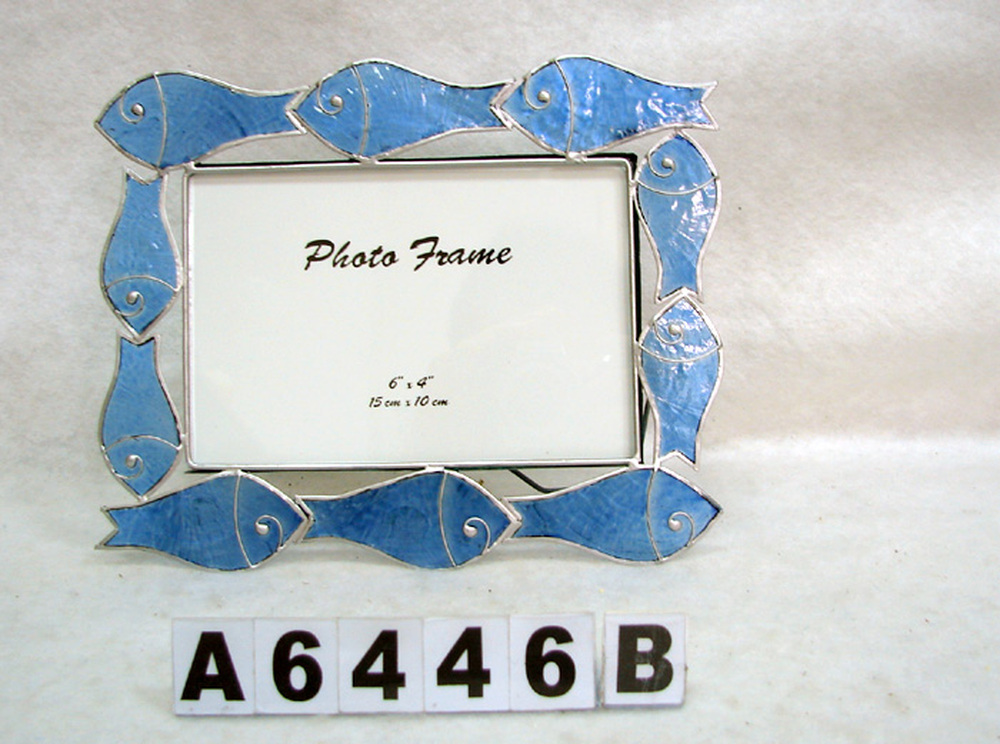 Photo Frame
6" x 4"
15 cm x 10 cm
A6446B